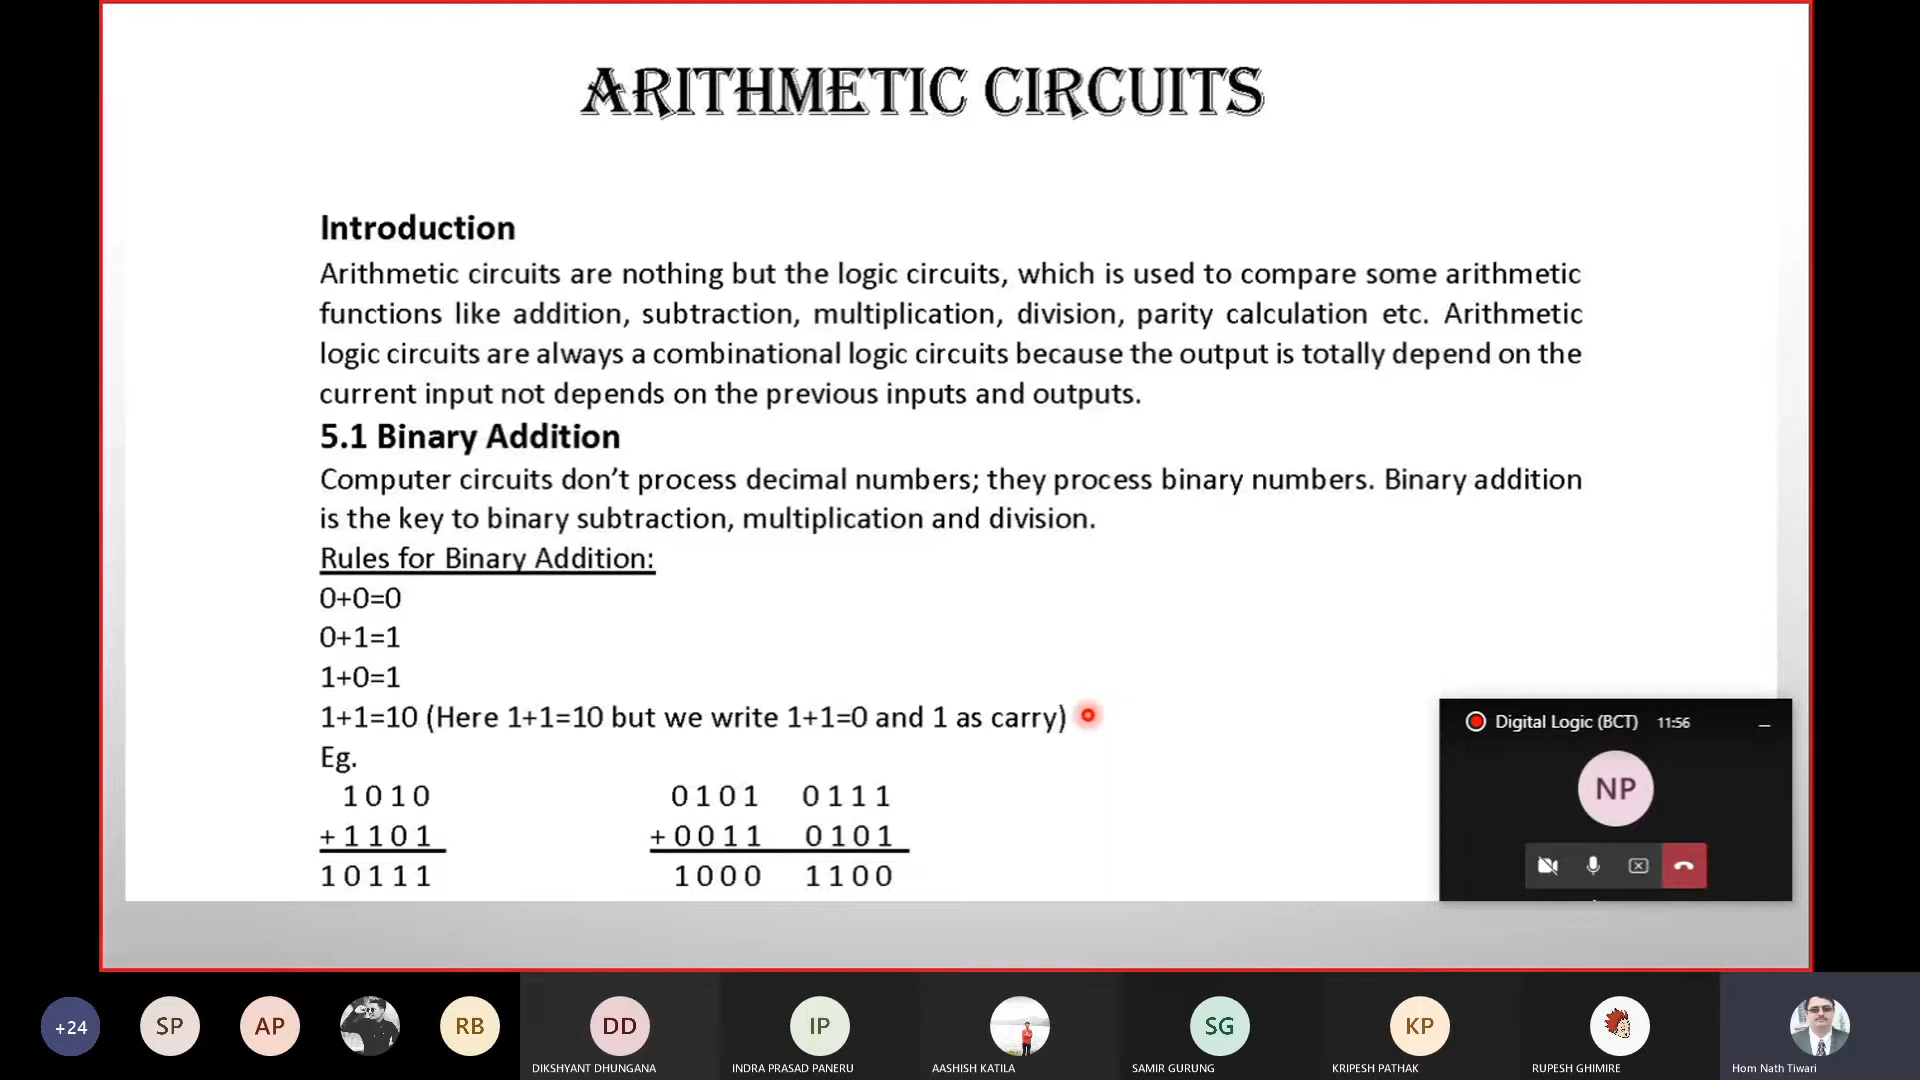 ARITHMETIC CIRCUITS
Introduction
Arithmetic circuits are nothing but the logic circuits, which is used to compare some arithmetic
functions like addition, subtraction, multiplication, division, parity calculation etc. Arithmetic
logic circuits are always a combinational logic circuits because the output is totally depend on the
current input not depends on the previous inputs and outputs.
5.1 Binary Addition
Computer circuits don’t process decimal numbers; they process binary numbers. Binary addition
is the key to binary subtraction, multiplication and division.
Rules for Binary Addition:
0+0=0
0+1=1
1+0=1
1+1=10 (Here 1+1=10 but we write 1+1=0 and 1 as carry)
Eg.
1 0 1 0 0 1 0 1 0 1 1 1
+ 1 1 0 1 + 0 0 1 1 0 1 0 1
1 0 1 1 1 1 0 0 0 1 1 0 0
Digital Logic (BCT) 11:56
NP
+24 SP AP RB DD IP SG KP
DIKSHYANT DHUNGANA INDRA PRASAD PANERU AASHISH KATILA SAMIR GURUNG KRIPESH PATHAK RUPESH GHIMIRE Hom Nath Tiwari